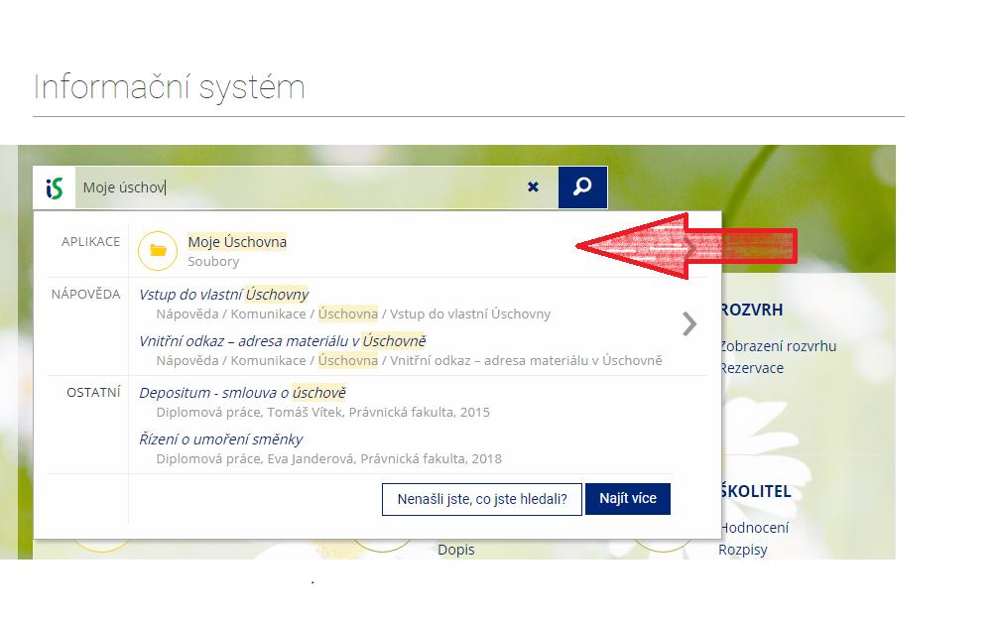 Informační systém
iS Moje úschov
APLIKACE
Moje Úschovna
Soubory
NÁPOVĚDA
Vstup do vlastní Úschovny
Nápověda / Komunikace / Úschovna / Vstup do vlastní Úschovny
Vnitřní odkaz – adresa materiálu v Úschovně
Nápověda / Komunikace / Úschovna / Vnitřní odkaz – adresa materiálu v Úschovně
OSTATNÍ
Depositum - smlouva o úschově
Diplomová práce, Tomáš Vítek, Právnická fakulta, 2015
Řízení o umoření směnky
Diplomová práce, Eva Janderová, Právnická fakulta, 2018
Nenašli jste, co jste hledali?
Najít více
ROZVRH
Zobrazení rozvrhu
Rezervace
ŠKOLITEL
Hodnocení
Rozpisy
Dopis
.